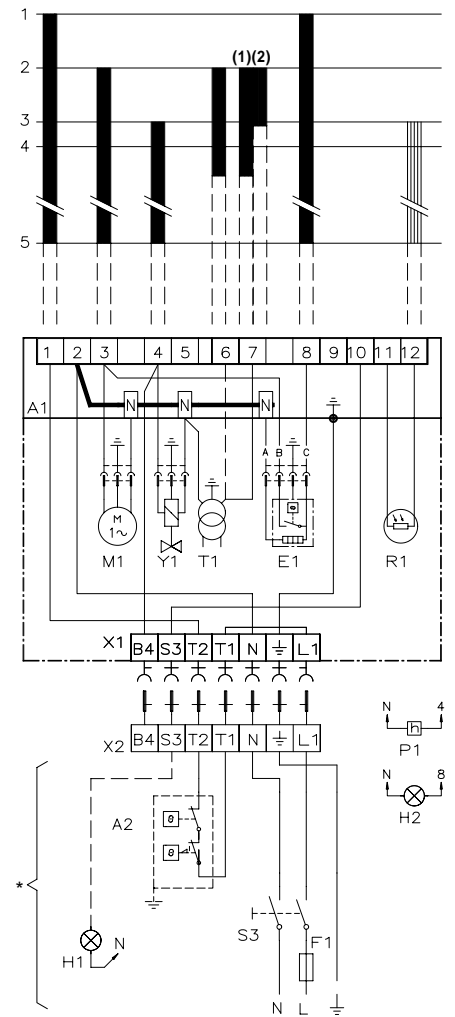 1
(1)(2)
2
3
4
5
1 2 3 4 5 6 7 8 9 10 11 12
N N N
A1
A B C
θ
M
1~
M1 Y1 T1 E1 R1
X1 B4 S3 T2 T1 N L1
X2 B4 S3 T2 T1 N L1
N 4
h
P1
N 8
H2
A2
θ
θ
*
S3
F1
N
H1
N L